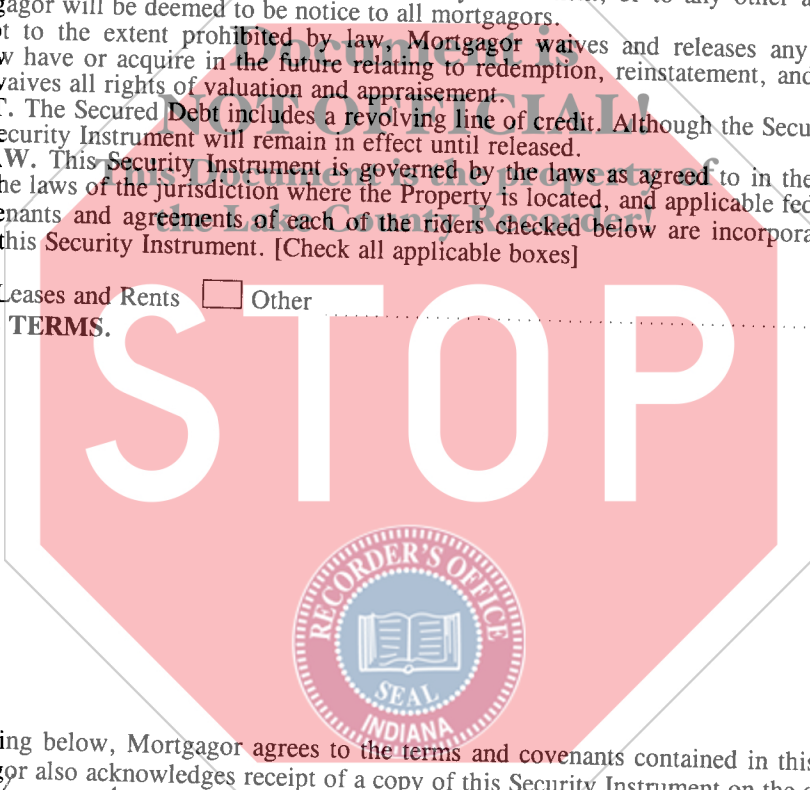 gagor will be deemed to be notice to all mortgagors.
t to the extent prohibited by law, Mortgagor waives and releases any
w have or acquire in the future relating to redemption, reinstatement, and
vaives all rights of valuation and appraisement.
. The Secured Debt includes a revolving line of credit. Although the Secu
ecurity Instrument will remain in effect until released.
W. This Security Instrument is governed by the laws as agreed to in the
he laws of the jurisdiction where the Property is located, and applicable fed
enants and agreements of each of the riders checked below are incorpora
this Security Instrument. [Check all applicable boxes]
Leases and Rents Other
TERMS.
Document is
NOT OFFICIAL!
This Document is the property of
the Lake County Recorder!
STOP
RECORDER'S OFFICE
SEAL
INDIANA
ing below, Mortgagor agrees to the terms and covenants contained in this
gor also acknowledges receipt of a copy of this Security Instrument on the